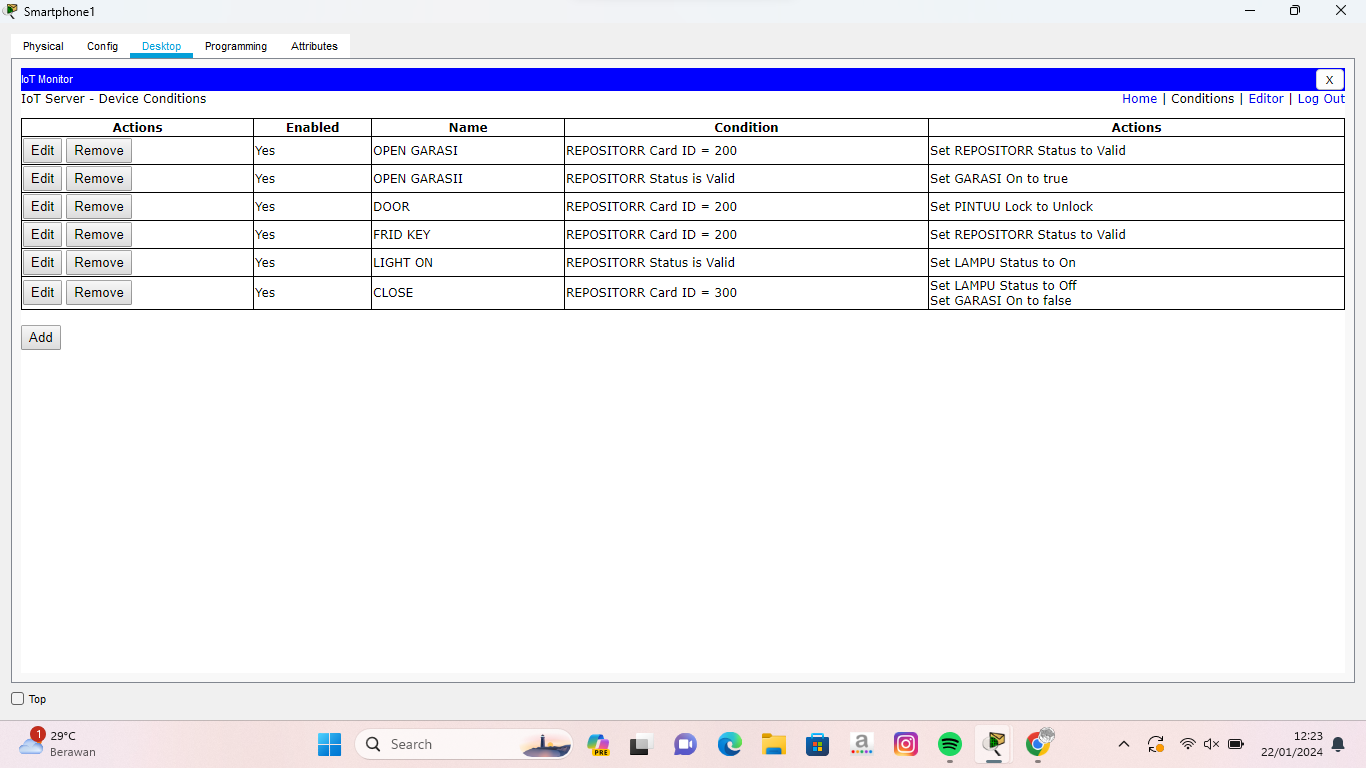 Smartphone1
Physical Config Desktop Programming Attributes
IoT Monitor X
IoT Server - Device Conditions Home | Conditions | Editor | Log Out
Actions Enabled Name Condition Actions
Edit Remove Yes OPEN GARASI REPOSITORR Card ID = 200 Set REPOSITORR Status to Valid
Edit Remove Yes OPEN GARASII REPOSITORR Status is Valid Set GARASI On to true
Edit Remove Yes DOOR REPOSITORR Card ID = 200 Set PINTUU Lock to Unlock
Edit Remove Yes FRID KEY REPOSITORR Card ID = 200 Set REPOSITORR Status to Valid
Edit Remove Yes LIGHT ON REPOSITORR Status is Valid Set LAMPU Status to On
Edit Remove Yes CLOSE REPOSITORR Card ID = 300 Set LAMPU Status to Off
Set GARASI On to false
Add
Top
1 29°C
Berawan
Search
PRE
a
12:23
22/01/2024